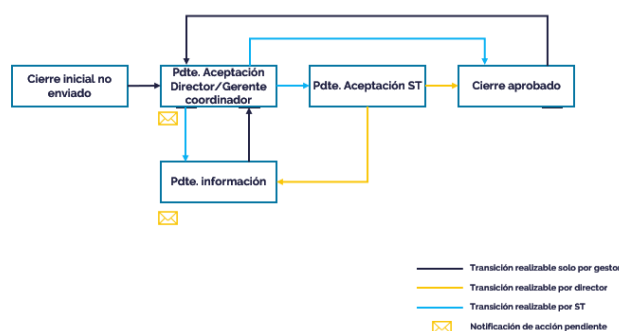 Cierre inicial no
enviado
Pdte. Aceptación
Director/Gerente
coordinador
Pdte. Aceptación ST
Cierre aprobado
Pdte. información
Transición realizable solo por gestor
Transición realizable por director
Transición realizable por ST
Notificación de acción pendiente